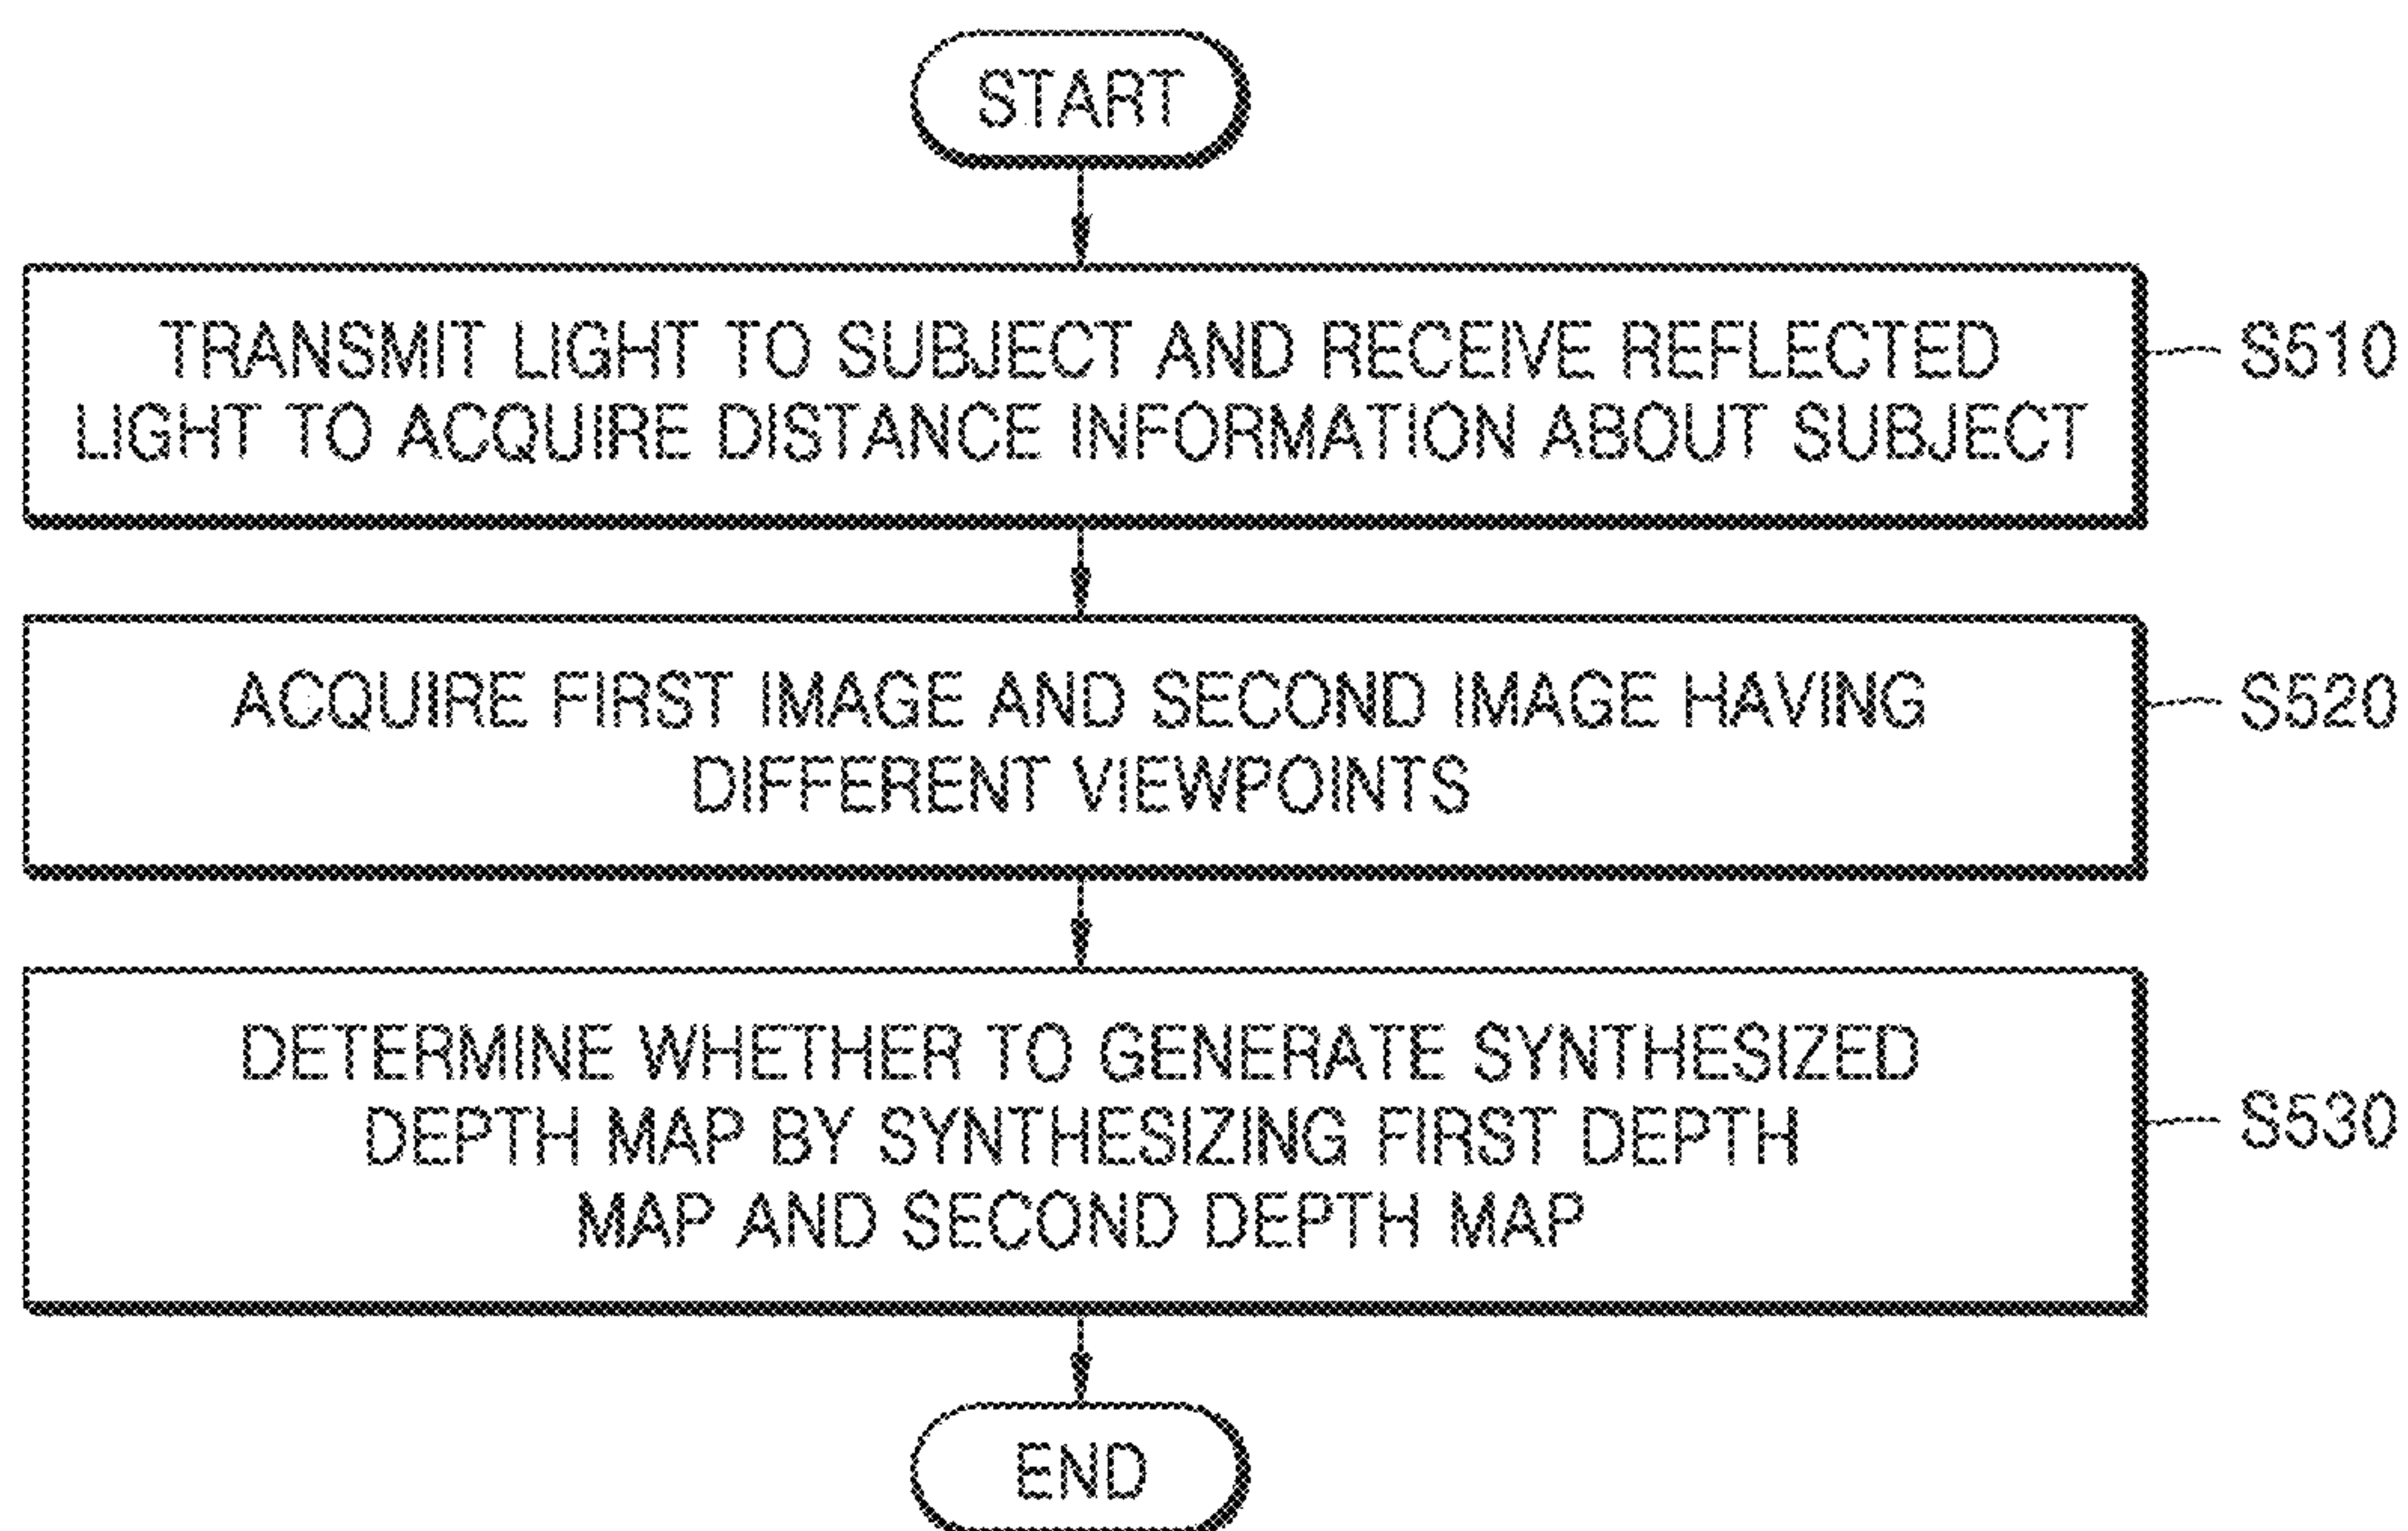 START
TRANSMIT LIGHT TO SUBJECT AND RECEIVE REFLECTED
LIGHT TO ACQUIRE DISTANCE INFORMATION ABOUT SUBJECT
S510
ACQUIRE FIRST IMAGE AND SECOND IMAGE HAVING
DIFFERENT VIEWPOINTS
S520
DETERMINE WHETHER TO GENERATE SYNTHESIZED
DEPTH MAP BY SYNTHESIZING FIRST DEPTH
MAP AND SECOND DEPTH MAP
S530
END